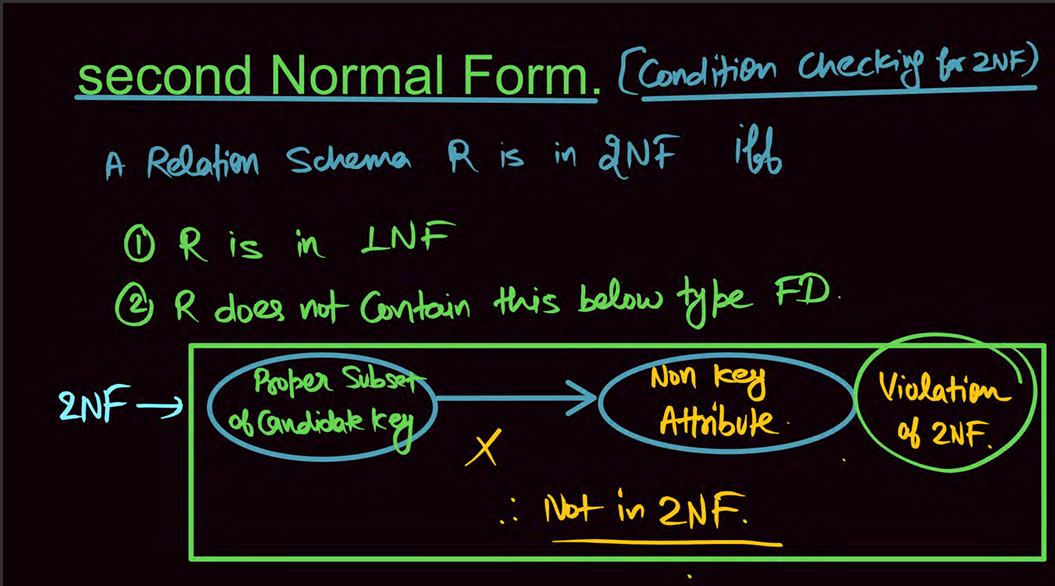 second Normal Form. [Condition Checking for 2NF)
A Relation Schema R is in 2NF iff
① R is in 1NF
② R does not Contain this below type FD.
2NF → Proper Subset of Candidate Key → Non Key Attribute. Violation of 2NF.
X
∴ Not in 2NF.